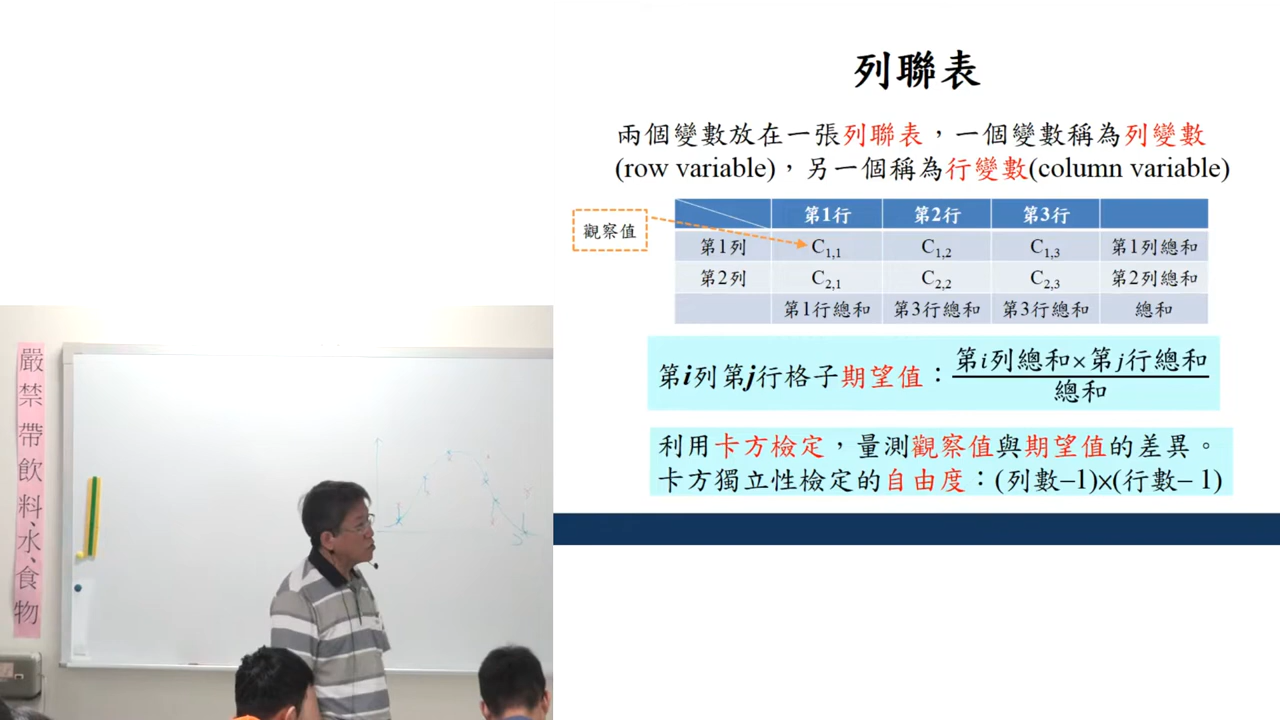 列聯表
兩個變數放在一張列聯表，一個變數稱為列變數
(row variable)，另一個稱為行變數(column variable)
觀察值
第1行 第2行 第3行
第1列 C1,1 C1,2 C1,3 第1列總和
第2列 C2,1 C2,2 C2,3 第2列總和
第1行總和 第3行總和 第3行總和 總和
第i列第j行格子期望值：第i列總和×第j行總和
總和
利用卡方檢定，量測觀察值與期望值的差異。
卡方獨立性檢定的自由度：(列數–1)×(行數– 1)
嚴禁帶飲料、水、食物